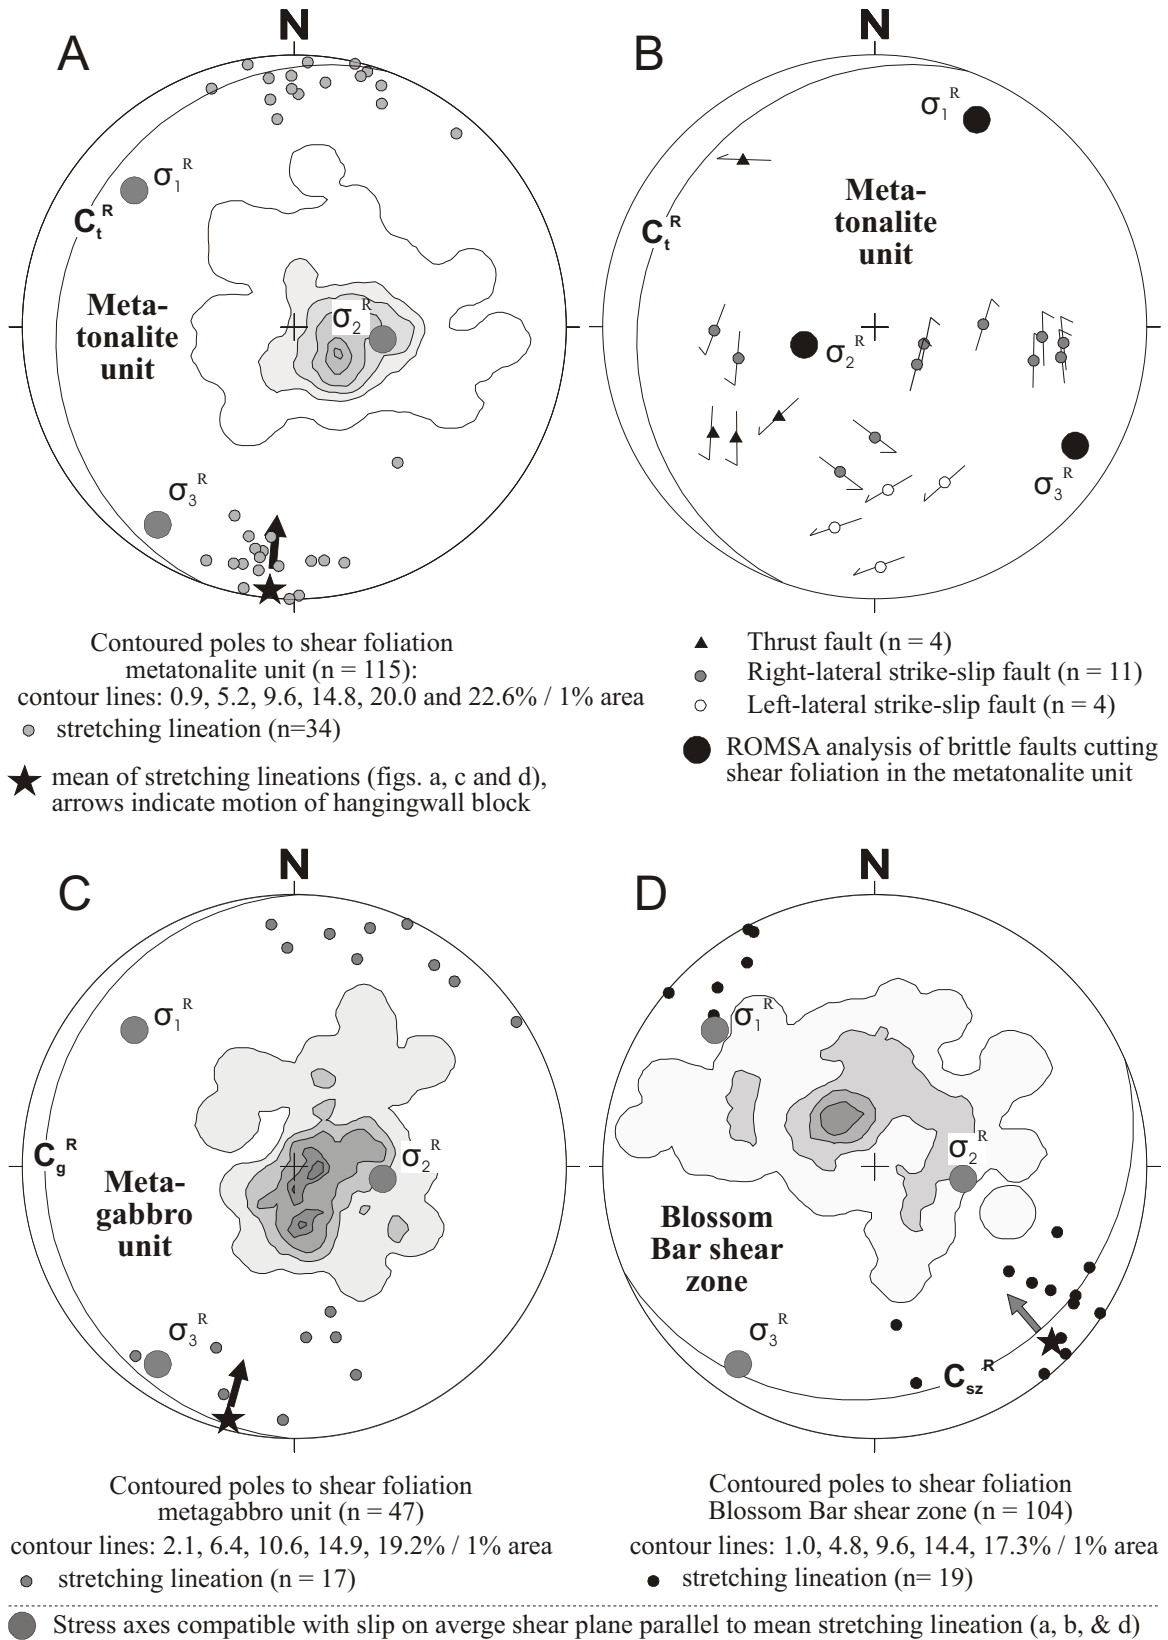 A
N
σ1R
CtR
Meta-
tonalite
unit
σ2R
σ3R
Contoured poles to shear foliation
metatonalite unit (n = 115):
contour lines: 0.9, 5.2, 9.6, 14.8, 20.0 and 22.6% / 1% area
stretching lineation (n=34)
mean of stretching lineations (figs. a, c and d),
arrows indicate motion of hangingwall block
B
N
σ1R
Meta-
tonalite
unit
CtR
σ2R
σ3R
Thrust fault (n = 4)
Right-lateral strike-slip fault (n = 11)
Left-lateral strike-slip fault (n = 4)
ROMSA analysis of brittle faults cutting
shear foliation in the metatonalite unit
C
N
σ1R
CgR
σ2R
Meta-
gabbro
unit
σ3R
Contoured poles to shear foliation
metagabbro unit (n = 47)
contour lines: 2.1, 6.4, 10.6, 14.9, 19.2% / 1% area
stretching lineation (n = 17)
D
N
σ1R
σ2R
Blossom
Bar shear
zone
σ3R
CszR
Contoured poles to shear foliation
Blossom Bar shear zone (n = 104)
contour lines: 1.0, 4.8, 9.6, 14.4, 17.3% / 1% area
stretching lineation (n= 19)
Stress axes compatible with slip on averge shear plane parallel to mean stretching lineation (a, b, & d)